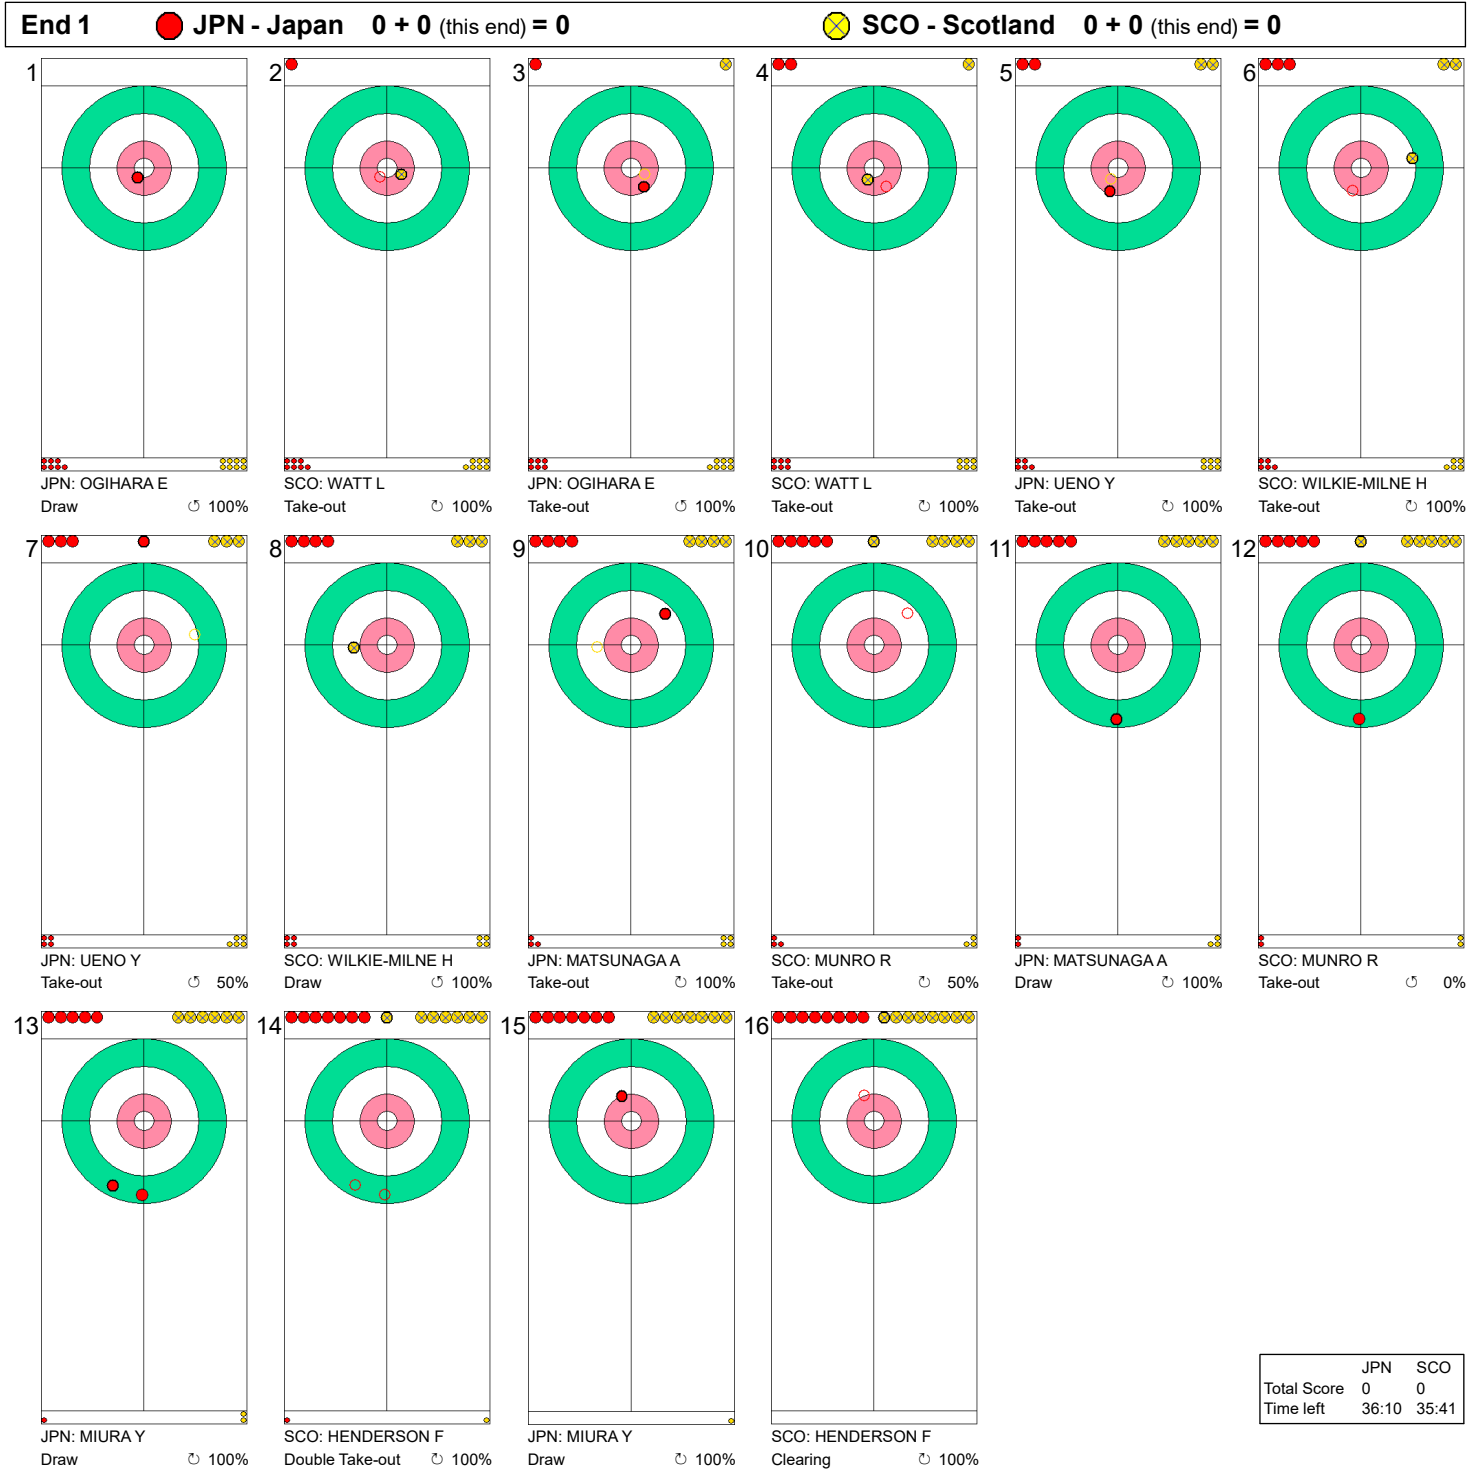 End 1 JPN - Japan 0 + 0 (this end) = 0 SCO - Scotland 0 + 0 (this end) = 0
1 2 3 4 5 6
JPN: OGIHARA E SCO: WATT L JPN: OGIHARA E SCO: WATT L JPN: UENO Y SCO: WILKIE-MILNE H
Draw ↺ 100% Take-out ↻ 100% Take-out ↺ 100% Take-out ↻ 100% Take-out ↺ 100% Take-out ↻ 100%
7 8 9 10 11 12
JPN: UENO Y SCO: WILKIE-MILNE H JPN: MATSUNAGA A SCO: MUNRO R JPN: MATSUNAGA A SCO: MUNRO R
Take-out ↺ 50% Draw ↻ 100% Take-out ↻ 100% Take-out ↻ 50% Draw ↺ 100% Take-out ↺ 0%
13 14 15 16
JPN: MIURA Y SCO: HENDERSON F JPN: MIURA Y SCO: HENDERSON F
Draw ↻ 100% Double Take-out ↻ 100% Draw ↻ 100% Clearing ↻ 100%
JPN SCO
Total Score 0 0
Time left 36:10 35:41